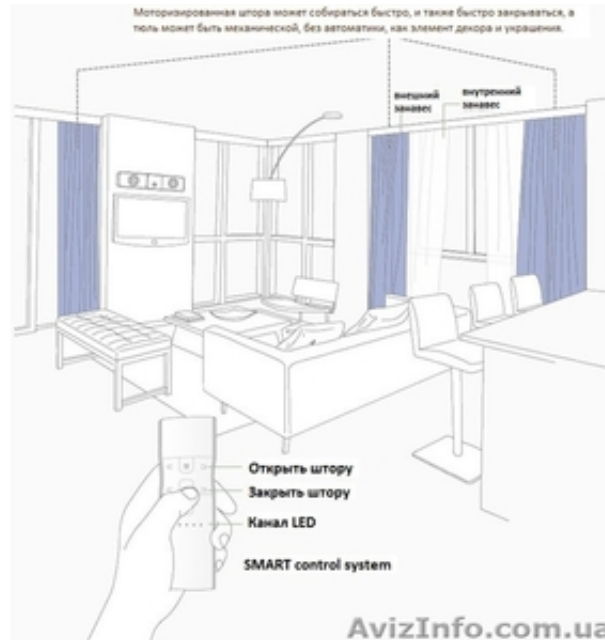 Моторизированная штора может собираться быстро, и также быстро закрываться, а
тюль может быть механической, без автоматики, как элемент декора и украшения.
внешний
занавес
внутренний
занавес
Открыть штору
Закрыть штору
Канал LED
SMART control system
AvizInfo.com.ua